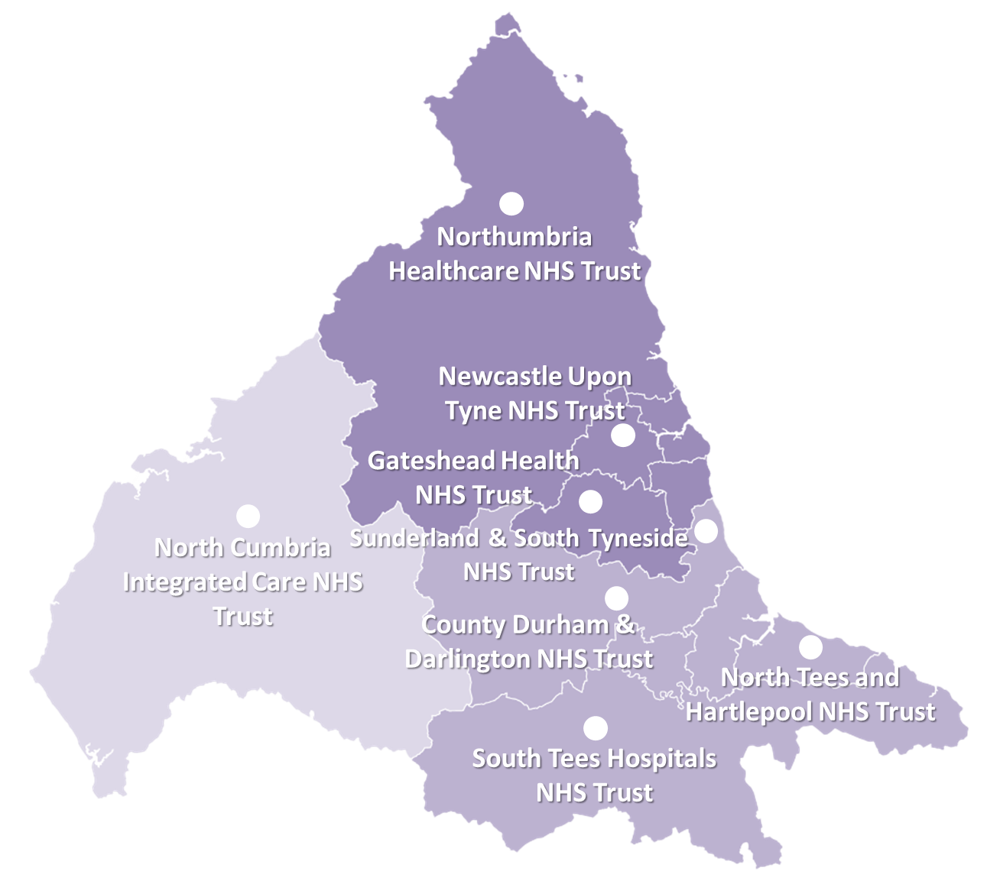 Northumbria
Healthcare NHS Trust
Newcastle Upon
Tyne NHS Trust
Gateshead Health
NHS Trust
Sunderland & South Tyneside
NHS Trust
North Cumbria
Integrated Care NHS
Trust
County Durham &
Darlington NHS Trust
North Tees and
Hartlepool NHS Trust
South Tees Hospitals
NHS Trust